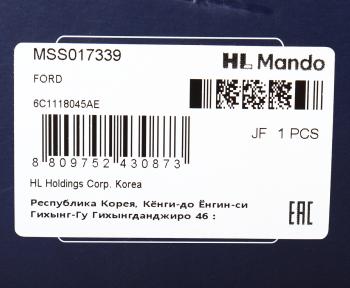 MSS017339
HL Mando
FORD
6C1118045AE
JF 1 PCS
8 809752 430873
HL Holdings Corp. Korea
Республика Корея, Кёнги-до Ёнгин-си
Гихынг-Гу Гихынгданджиро 46 :
EAC